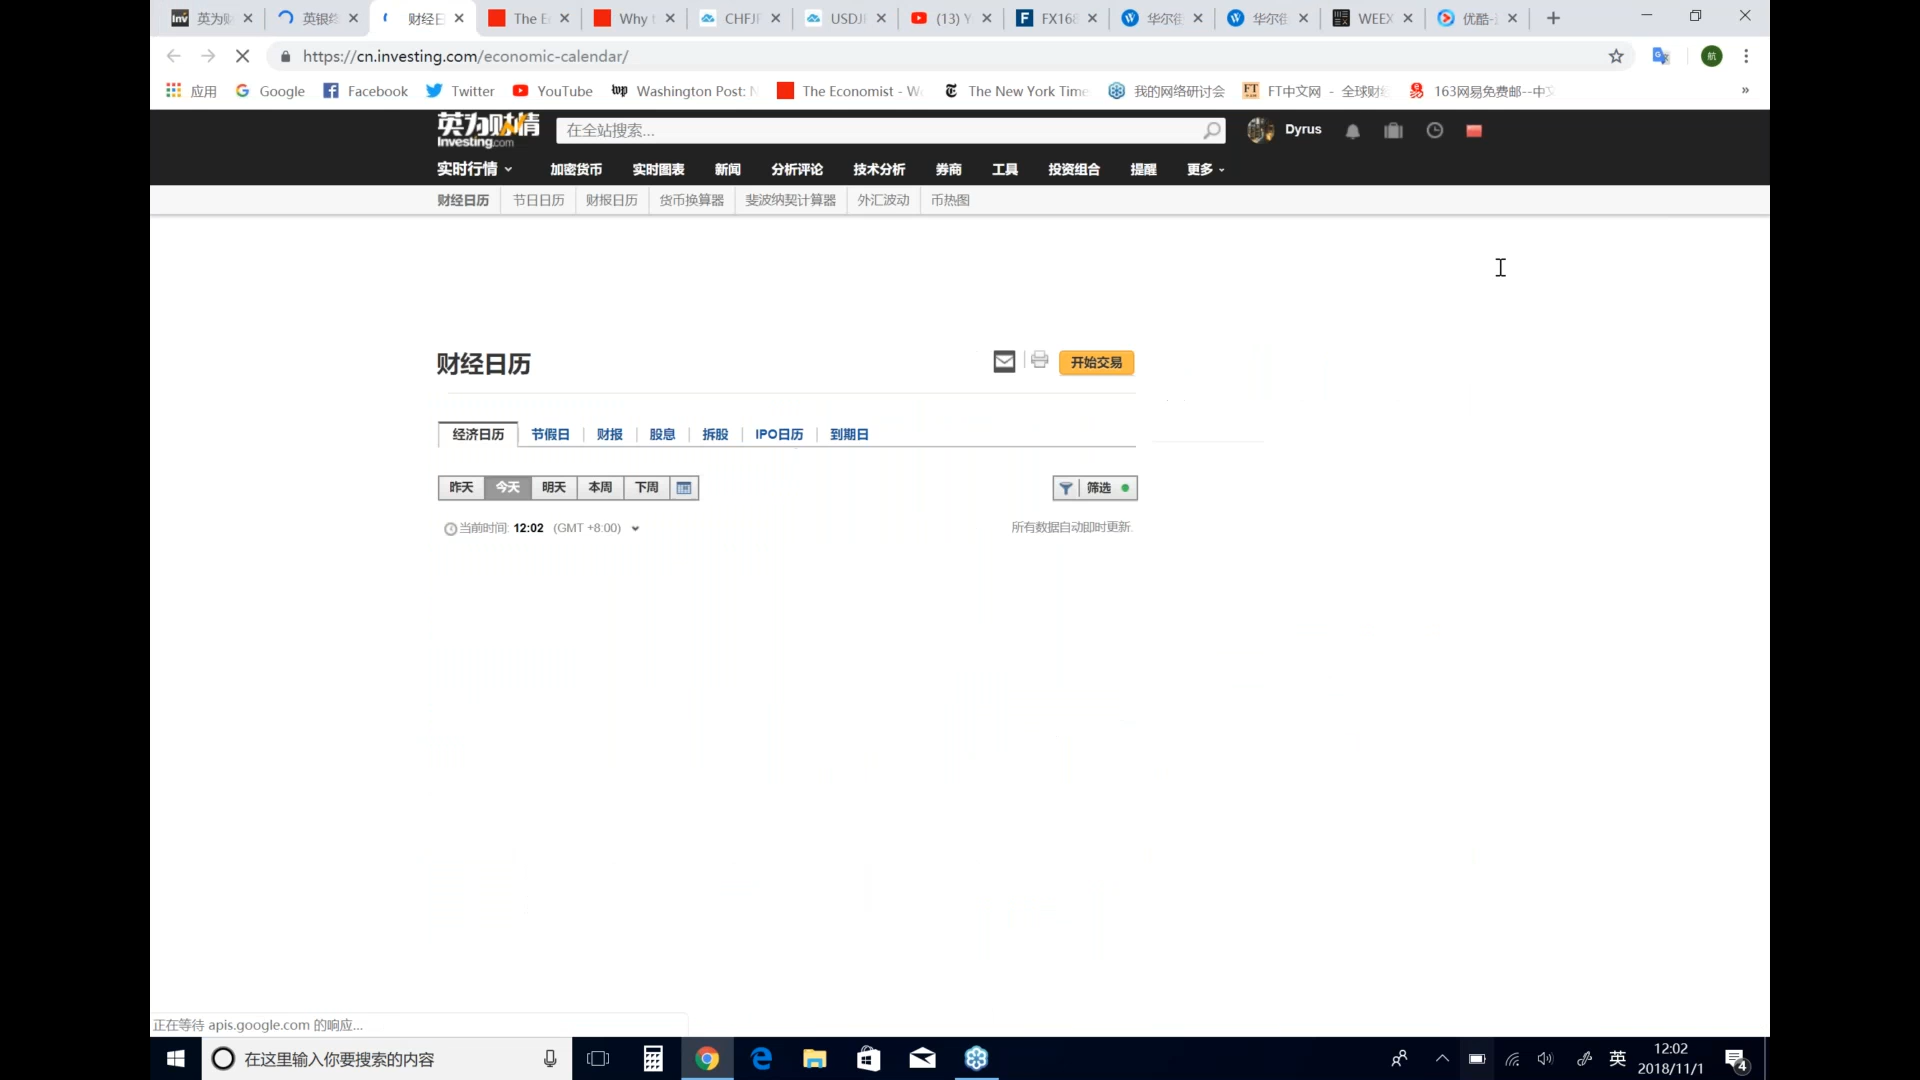 英为财 英银终 财经日 The E Why t CHFJP USDJP (13) Y FX168 华尔街 华尔街 WEEX 优酷-
https://cn.investing.com/economic-calendar/
应用 Google Facebook Twitter YouTube Washington Post: N The Economist - W The New York Time 我的网络研讨会 FT中文网 - 全球财经 163网易免费邮--中文
英为财情
Investing.com
在全站搜索... Dyrus
实时行情 加密货币 实时图表 新闻 分析评论 技术分析 券商 工具 投资组合 提醒 更多
财经日历 节日日历 财报日历 货币换算器 斐波纳契计算器 外汇波动 币热图
财经日历 开始交易
经济日历 节假日 财报 股息 拆股 IPO日历 到期日
昨天 今天 明天 本周 下周 筛选
当前时间: 12:02 (GMT +8:00) 所有数据自动即时更新.
正在等待 apis.google.com 的响应...
在这里输入你要搜索的内容 英 12:02
2018/11/1 4